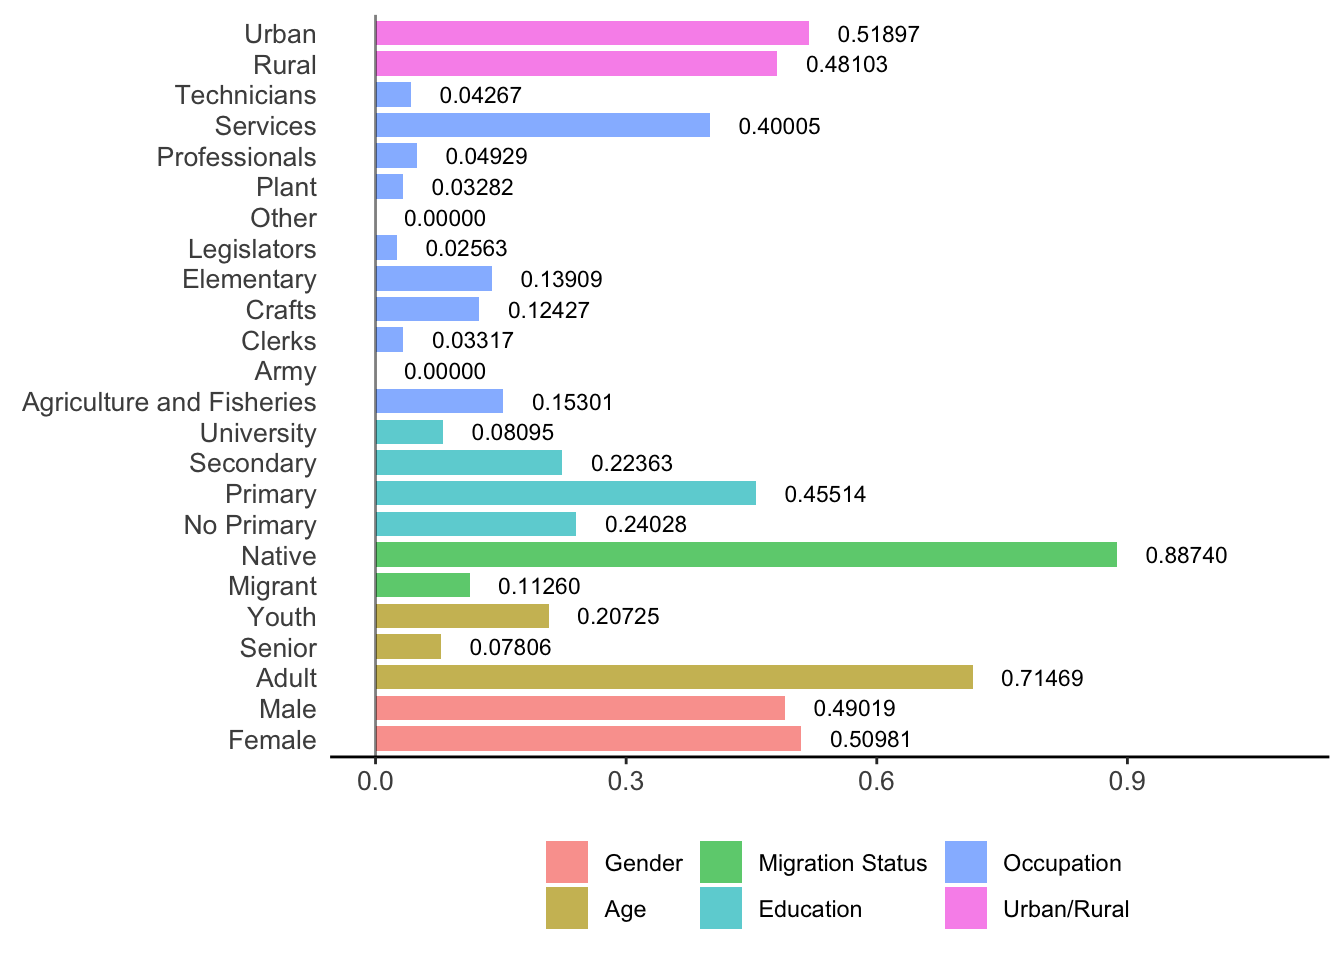 Urban 0.51897
Rural 0.48103
Technicians 0.04267
Services 0.40005
Professionals 0.04929
Plant 0.03282
Other 0.00000
Legislators 0.02563
Elementary 0.13909
Crafts 0.12427
Clerks 0.03317
Army 0.00000
Agriculture and Fisheries 0.15301
University 0.08095
Secondary 0.22363
Primary 0.45514
No Primary 0.24028
Native 0.88740
Migrant 0.11260
Youth 0.20725
Senior 0.07806
Adult 0.71469
Male 0.49019
Female 0.50981
0.0 0.3 0.6 0.9
Gender Migration Status Occupation
Age Education Urban/Rural